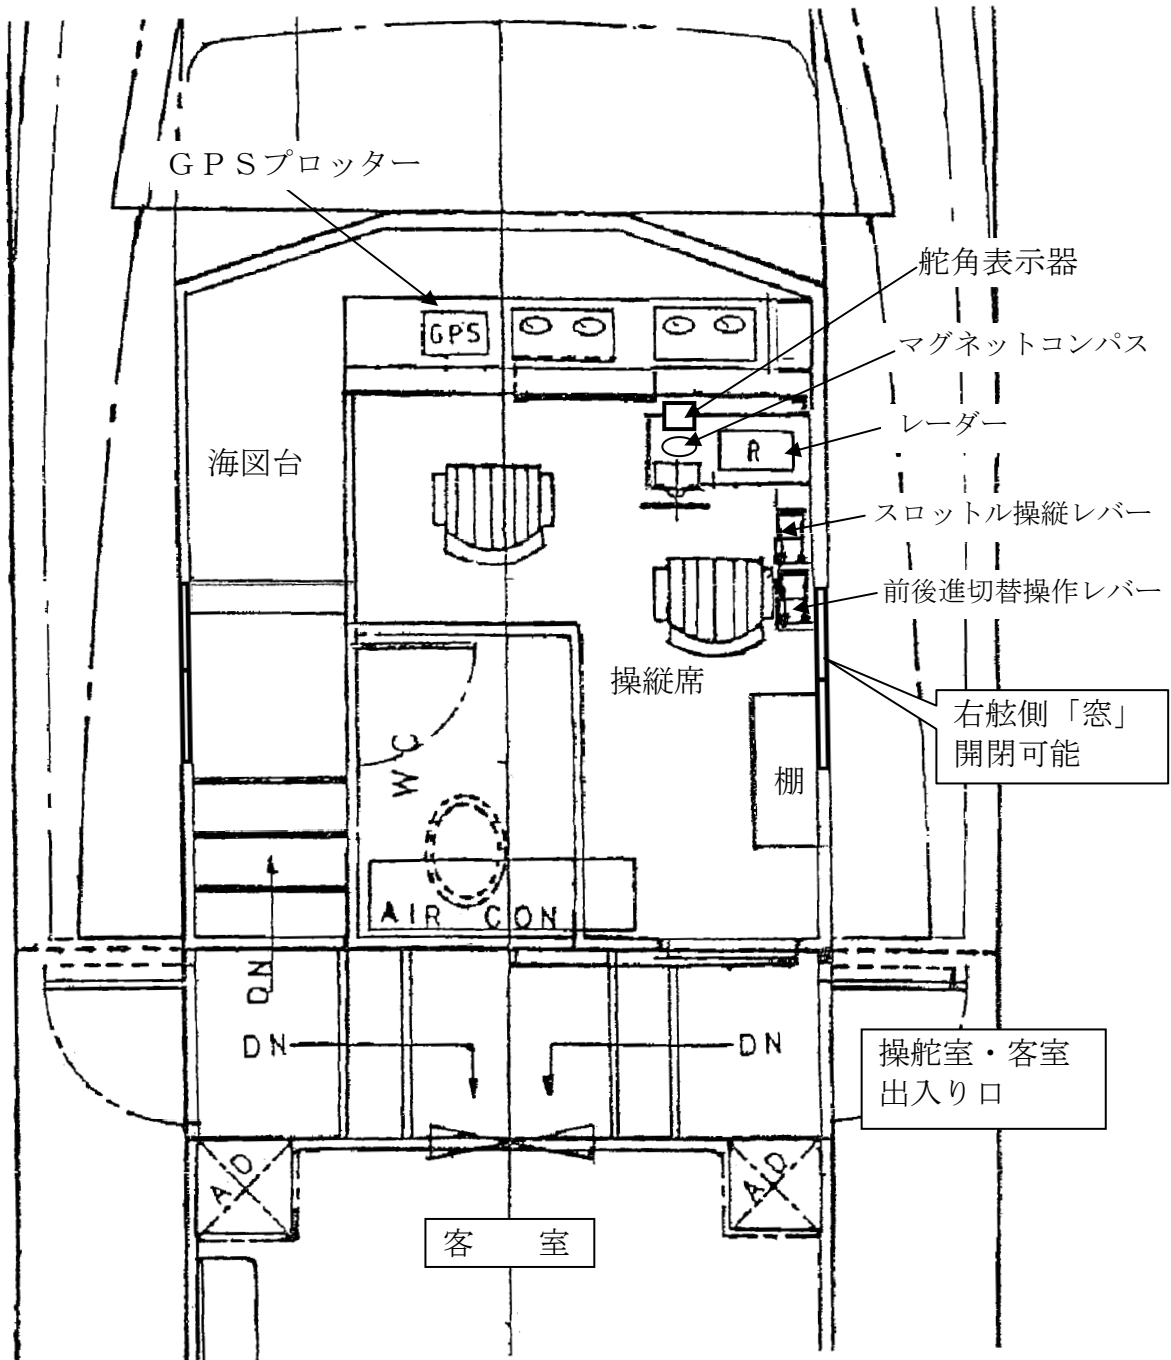 GPSプロッター
舵角表示器
GPS
マグネットコンパス
レーダー
R
海図台
スロットル操縦レバー
前後進切替操作レバー
操縦席
右舷側「窓」
開閉可能
WC
棚
AIR CON
DN
DN
DN
操舵室・客室
出入り口
AD
AD
客 室